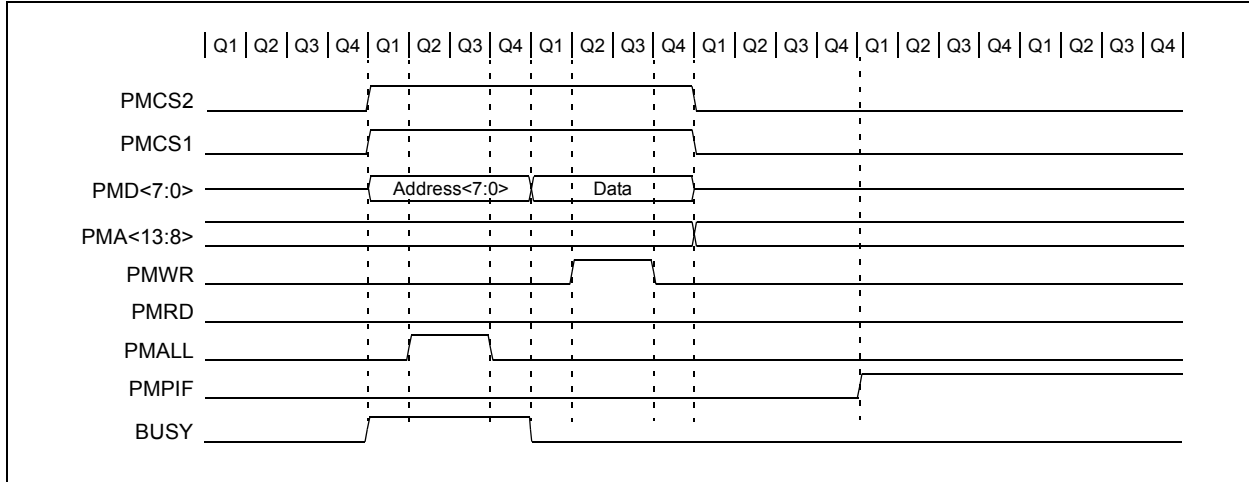 Q1 Q2 Q3 Q4 Q1 Q2 Q3 Q4 Q1 Q2 Q3 Q4 Q1 Q2 Q3 Q4 Q1 Q2 Q3 Q4 Q1 Q2 Q3 Q4
PMCS2
PMCS1
PMD<7:0> Address<7:0> Data
PMA<13:8>
PMWR
PMRD
PMALL
PMPIF
BUSY